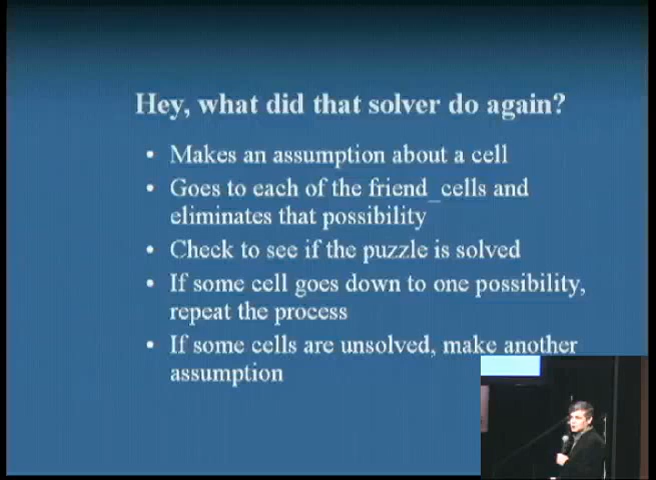 Hey, what did that solver do again?
• Makes an assumption about a cell
• Goes to each of the friend_cells and
eliminates that possibility
• Check to see if the puzzle is solved
• If some cell goes down to one possibility,
repeat the process
• If some cells are unsolved, make another
assumption